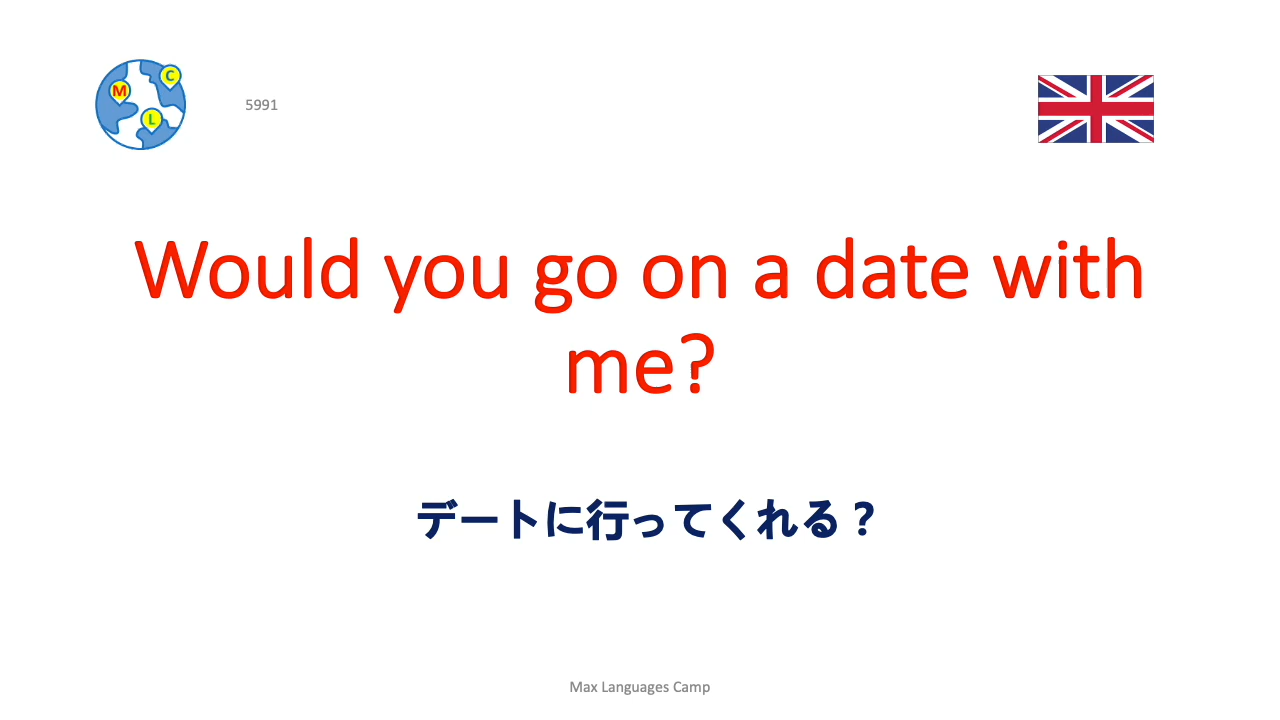 C
M
L
5991
Would you go on a date with
me?
デートに行ってくれる？
Max Languages Camp